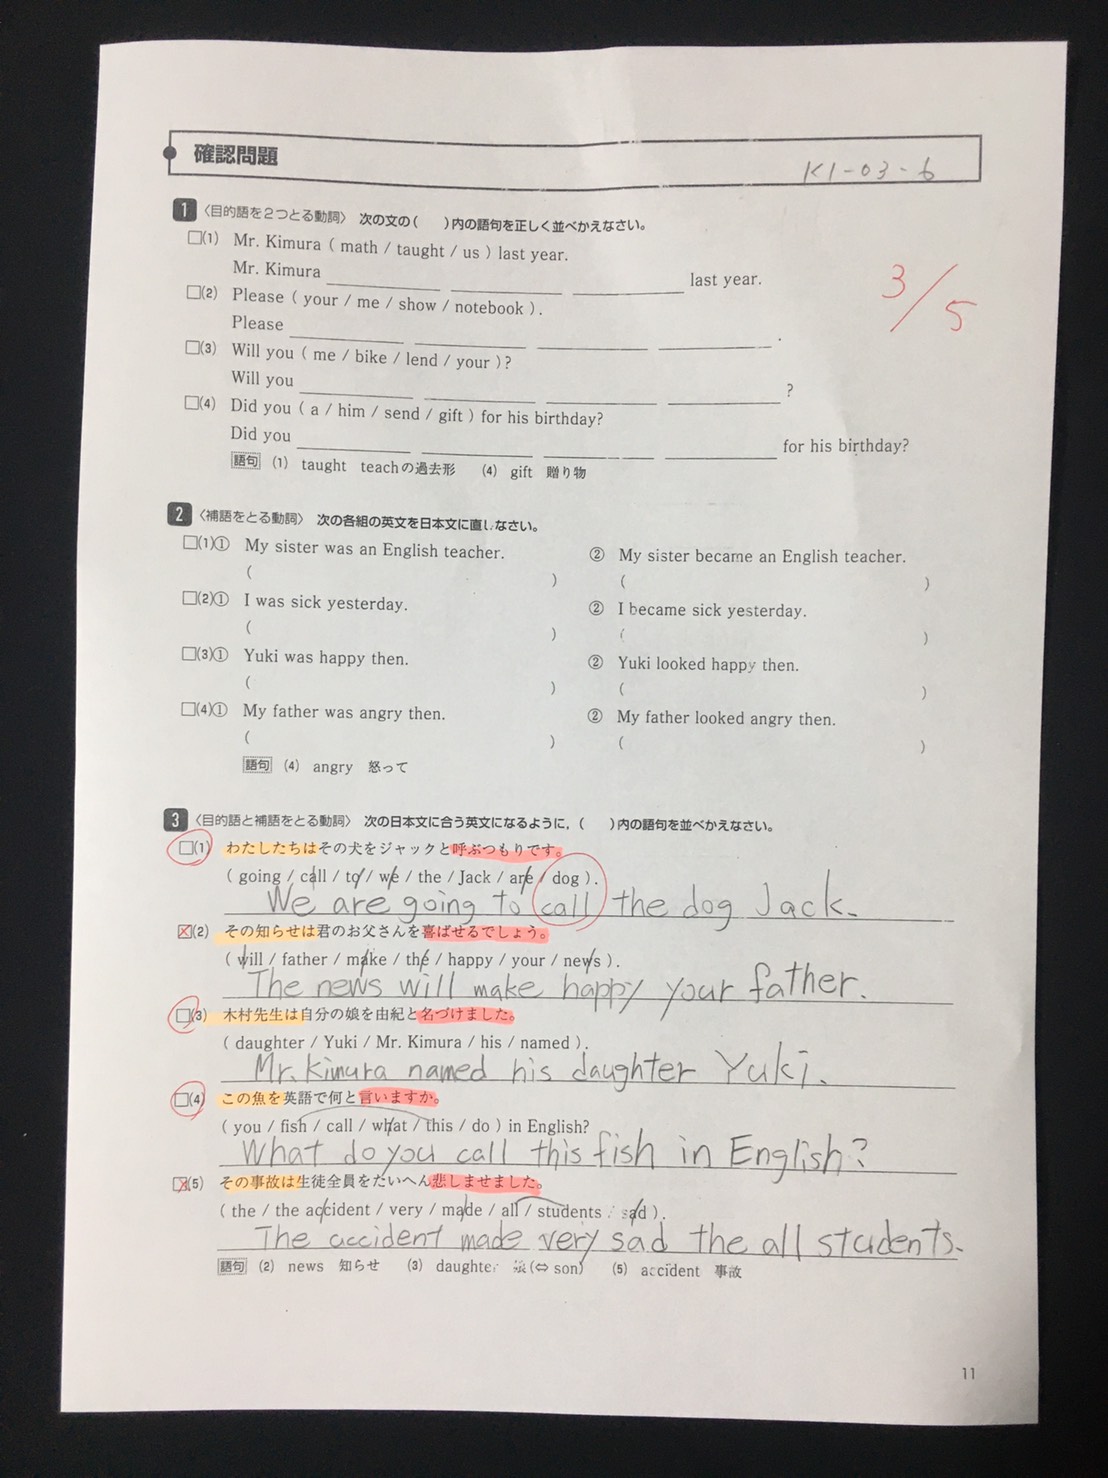 確認問題
K1-03-6
1 〈目的語を2つとる動詞〉 次の文の( )内の語句を正しく並べかえなさい。
3/5
□(1) Mr. Kimura ( math / taught / us ) last year.
Mr. Kimura ____ ____ ____ last year.
□(2) Please ( your / me / show / notebook ).
Please ____ ____ ____ ____.
□(3) Will you ( me / bike / lend / your )?
Will you ____ ____ ____ ____?
□(4) Did you ( a / him / send / gift ) for his birthday?
Did you ____ ____ ____ ____ for his birthday?
語句 (1) taught teachの過去形 (4) gift 贈り物
2 〈補語をとる動詞〉 次の各組の英文を日本文に直しなさい。
□(1)① My sister was an English teacher. ② My sister became an English teacher.
( ) ( )
□(2)① I was sick yesterday. ② I became sick yesterday.
( ) ( )
□(3)① Yuki was happy then. ② Yuki looked happy then.
( ) ( )
□(4)① My father was angry then. ② My father looked angry then.
( ) ( )
語句 (4) angry 怒って
3 〈目的語と補語をとる動詞〉 次の日本文に合う英文になるように,( )内の語句を並べかえなさい。
□(1) わたしたちはその犬をジャックと呼ぶつもりです。
( going / call / to / we / the / Jack / are / dog ).
We are going to call the dog Jack.
□(2) その知らせは君のお父さんを喜ばせるでしょう。
( will / father / make / the / happy / your / news ).
The news will make happy your father.
□(3) 木村先生は自分の娘を由紀と名づけました。
( daughter / Yuki / Mr. Kimura / his / named ).
Mr. Kimura named his daughter Yuki.
□(4) この魚を英語で何と言いますか。
( you / fish / call / what / this / do ) in English?
What do you call this fish in English?
□(5) その事故は生徒全員をたいへん悲しませました。
( the / the accident / very / made / all / students / sad ).
The accident made very sad the all students.
語句 (2) news 知らせ (3) daughter 娘(⇔ son) (5) accident 事故
11